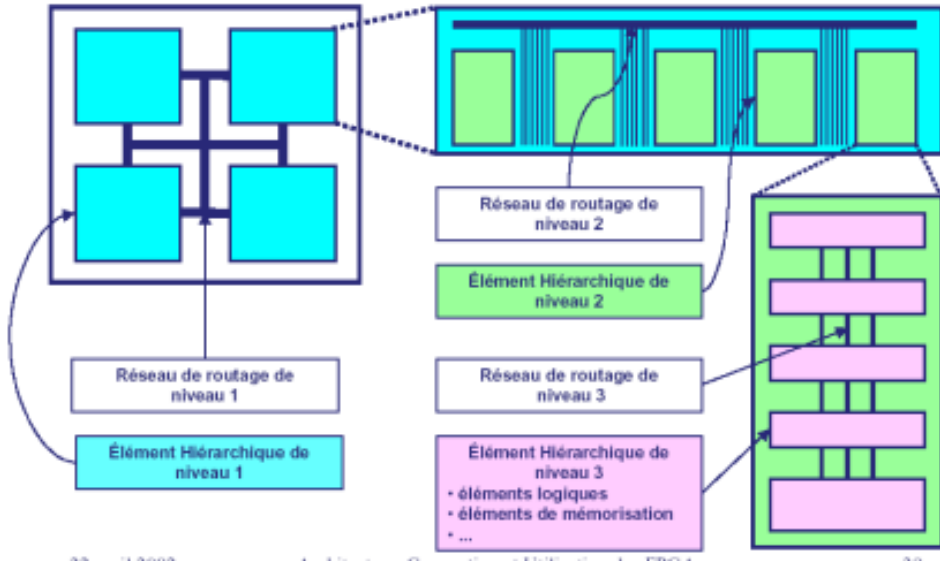 Réseau de routage de
niveau 2
Élément Hiérarchique de
niveau 2
Réseau de routage de
niveau 1
Réseau de routage de
niveau 3
Élément Hiérarchique de
niveau 1
Élément Hiérarchique de
niveau 3
• éléments logiques
• éléments de mémorisation
• ...